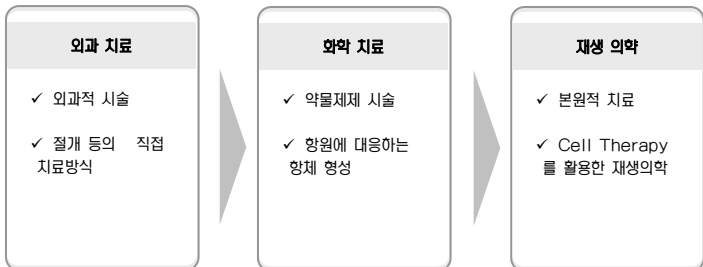 외과 치료
✓ 외과적 시술
✓ 절개 등의 직접
치료방식
화학 치료
✓ 약물제제 시술
✓ 항원에 대응하는
항체 형성
재생 의학
✓ 본원적 치료
✓ Cell Therapy
를 활용한 재생의학